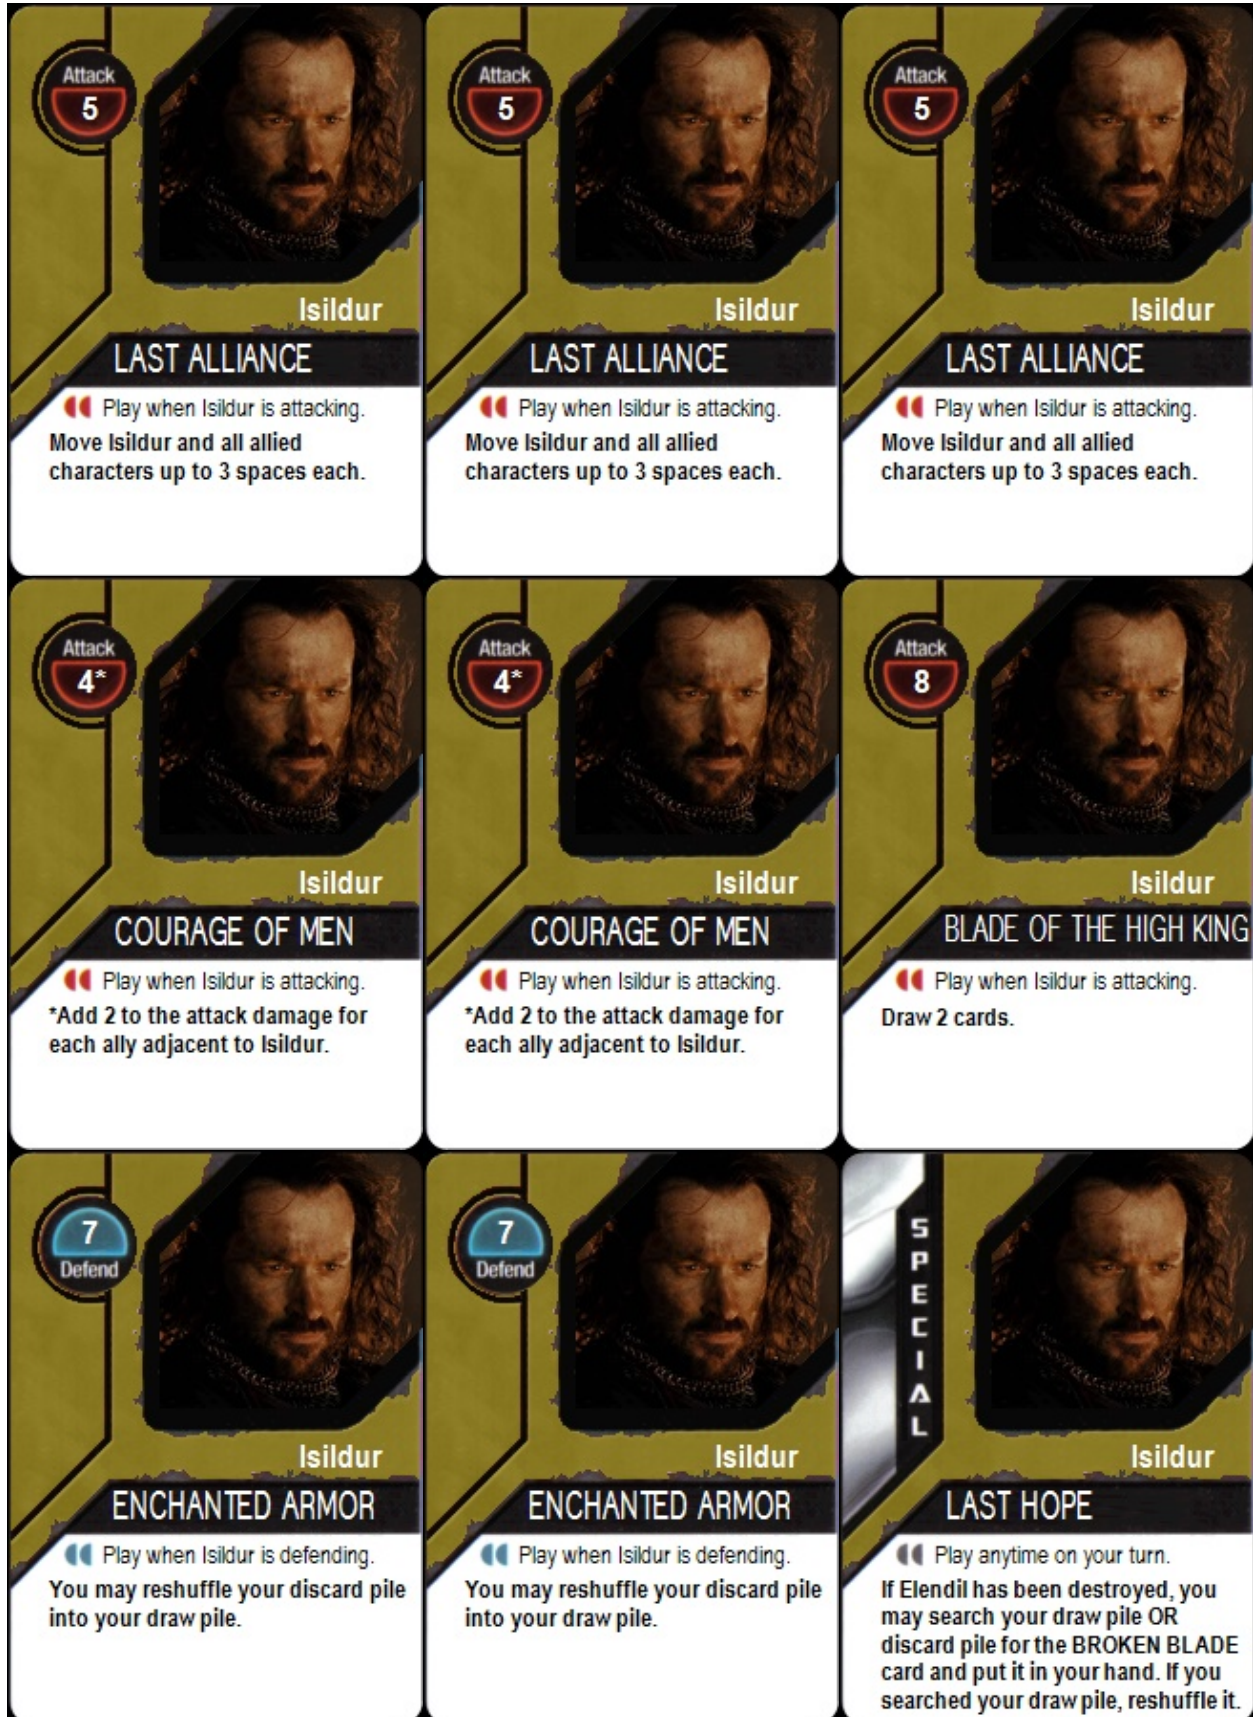 Attack
5
Isildur
LAST ALLIANCE
Play when Isildur is attacking.
Move Isildur and all allied
characters up to 3 spaces each.
Attack
5
Isildur
LAST ALLIANCE
Play when Isildur is attacking.
Move Isildur and all allied
characters up to 3 spaces each.
Attack
5
Isildur
LAST ALLIANCE
Play when Isildur is attacking.
Move Isildur and all allied
characters up to 3 spaces each.
Attack
4*
Isildur
COURAGE OF MEN
Play when Isildur is attacking.
*Add 2 to the attack damage for
each ally adjacent to Isildur.
Attack
4*
Isildur
COURAGE OF MEN
Play when Isildur is attacking.
*Add 2 to the attack damage for
each ally adjacent to Isildur.
Attack
8
Isildur
BLADE OF THE HIGH KING
Play when Isildur is attacking.
Draw 2 cards.
7
Defend
Isildur
ENCHANTED ARMOR
Play when Isildur is defending.
You may reshuffle your discard pile
into your draw pile.
7
Defend
Isildur
ENCHANTED ARMOR
Play when Isildur is defending.
You may reshuffle your discard pile
into your draw pile.
SPECIAL
Isildur
LAST HOPE
Play anytime on your turn.
If Elendil has been destroyed, you
may search your draw pile OR
discard pile for the BROKEN BLADE
card and put it in your hand. If you
searched your draw pile, reshuffle it.